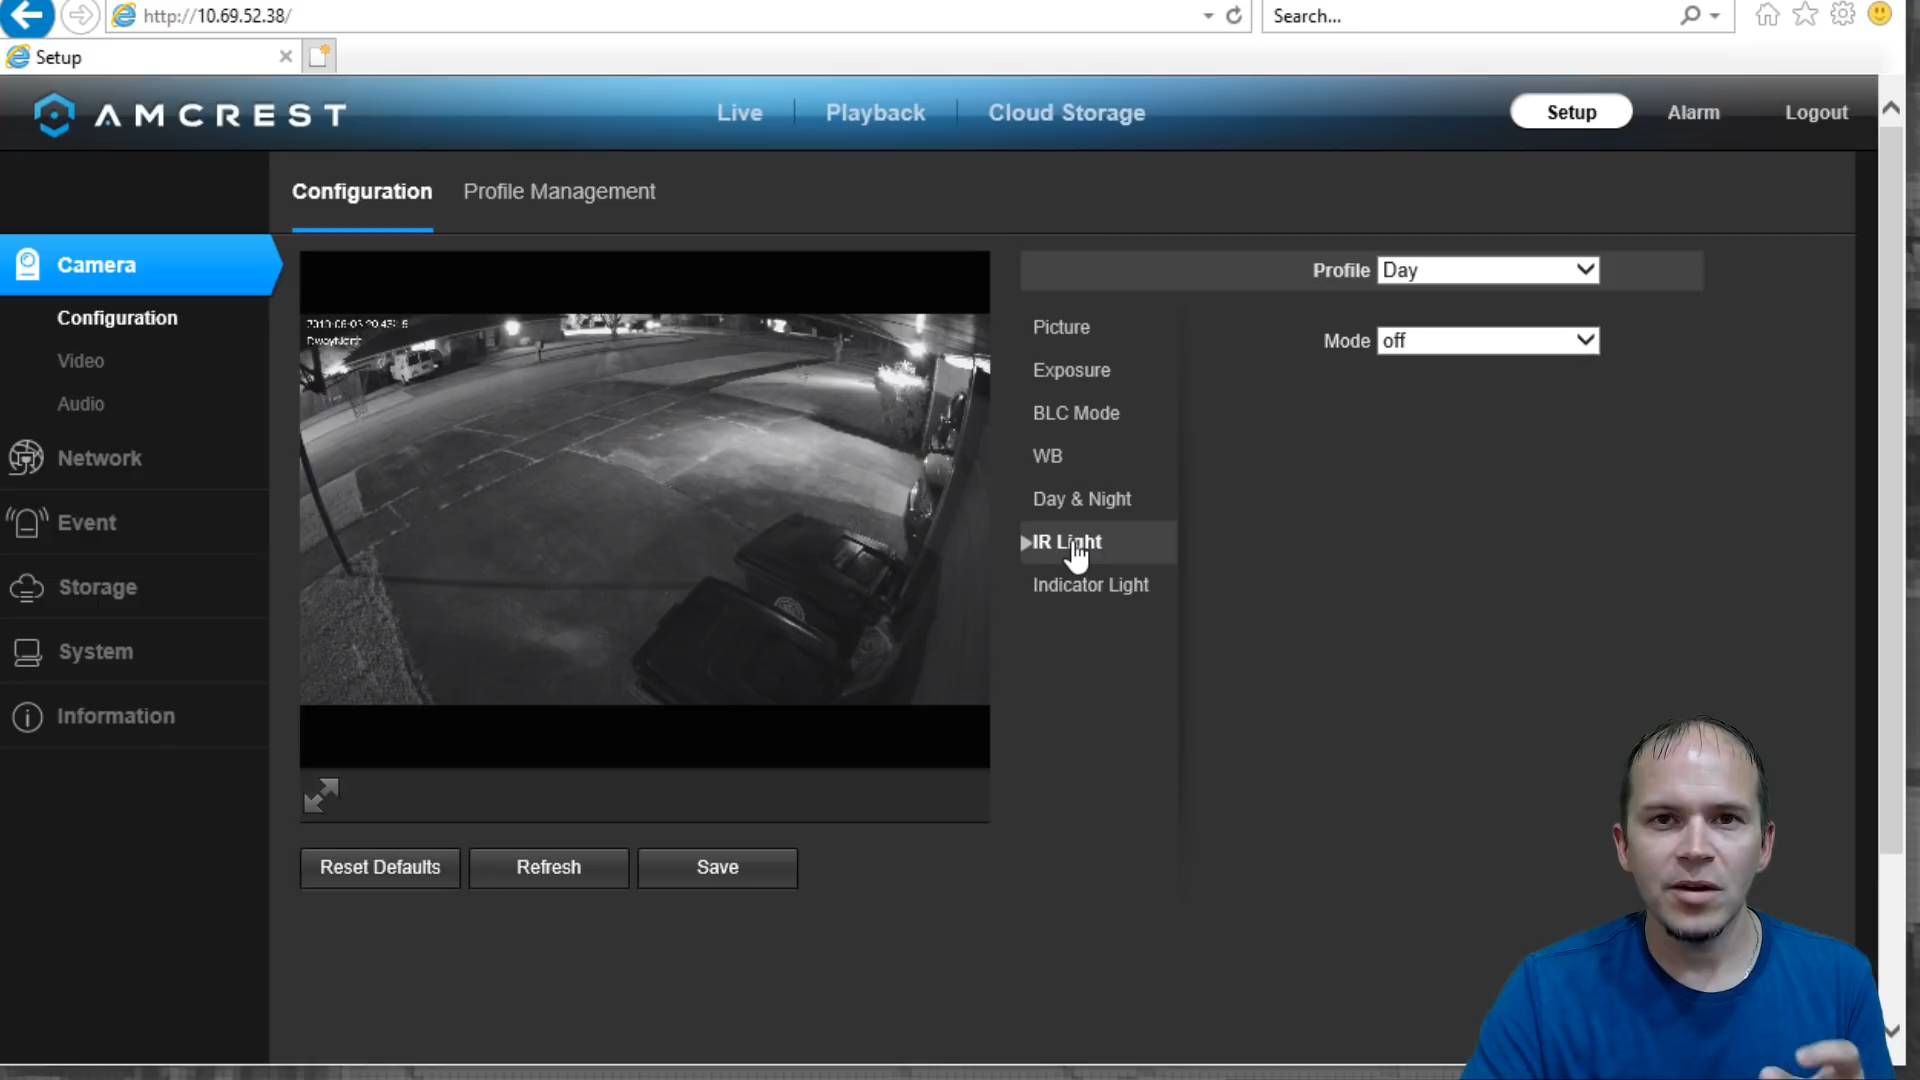 http://10.69.52.38/
Search...
Setup
AMCREST
Live
Playback
Cloud Storage
Setup
Alarm
Logout
Configuration
Profile Management
Camera
Configuration
Video
Audio
Network
Event
Storage
System
Information
Profile
Day
Picture
Exposure
BLC Mode
WB
Day & Night
IR Light
Indicator Light
Mode
off
Reset Defaults
Refresh
Save